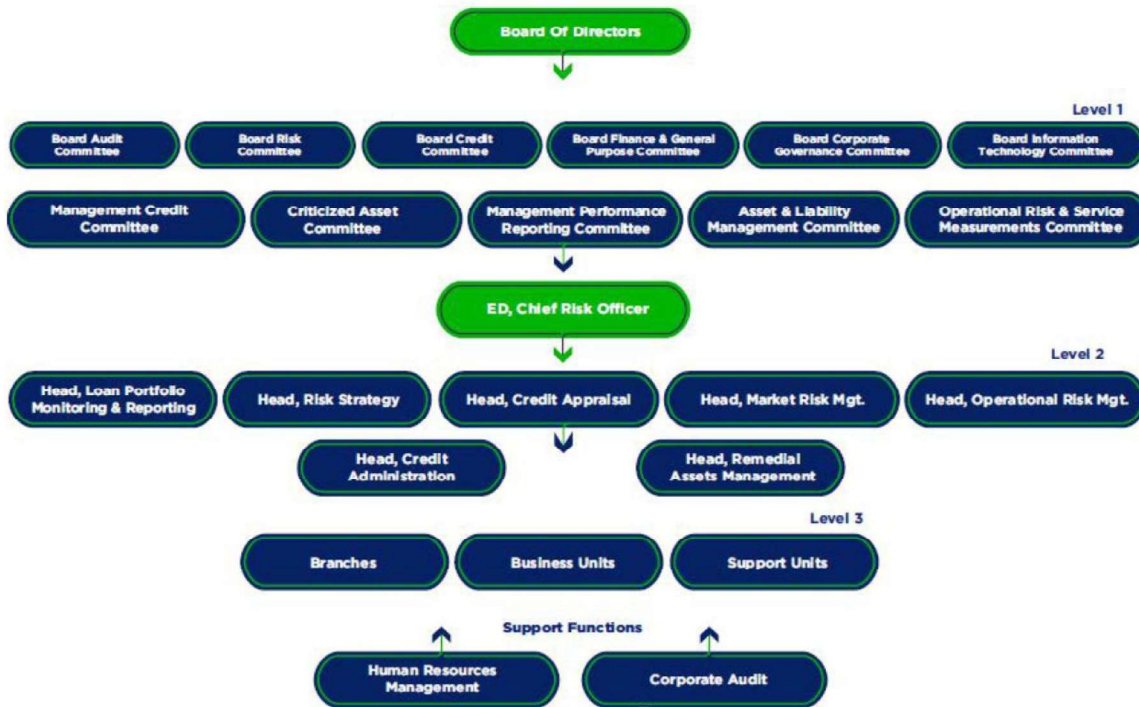 Board Of Directors
Level 1
Board Audit
Committee
Board Risk
Committee
Board Credit
Committee
Board Finance & General
Purpose Committee
Board Corporate
Governance Committee
Board Information
Technology Committee
Management Credit
Committee
Criticized Asset
Committee
Management Performance
Reporting Committee
Asset & Liability
Management Committee
Operational Risk & Service
Measurements Committee
ED, Chief Risk Officer
Level 2
Head, Loan Portfolio
Monitoring & Reporting
Head, Risk Strategy
Head, Credit Appraisal
Head, Market Risk Mgt.
Head, Operational Risk Mgt.
Head, Credit
Administration
Head, Remedial
Assets Management
Level 3
Branches
Business Units
Support Units
Support Functions
Human Resources
Management
Corporate Audit